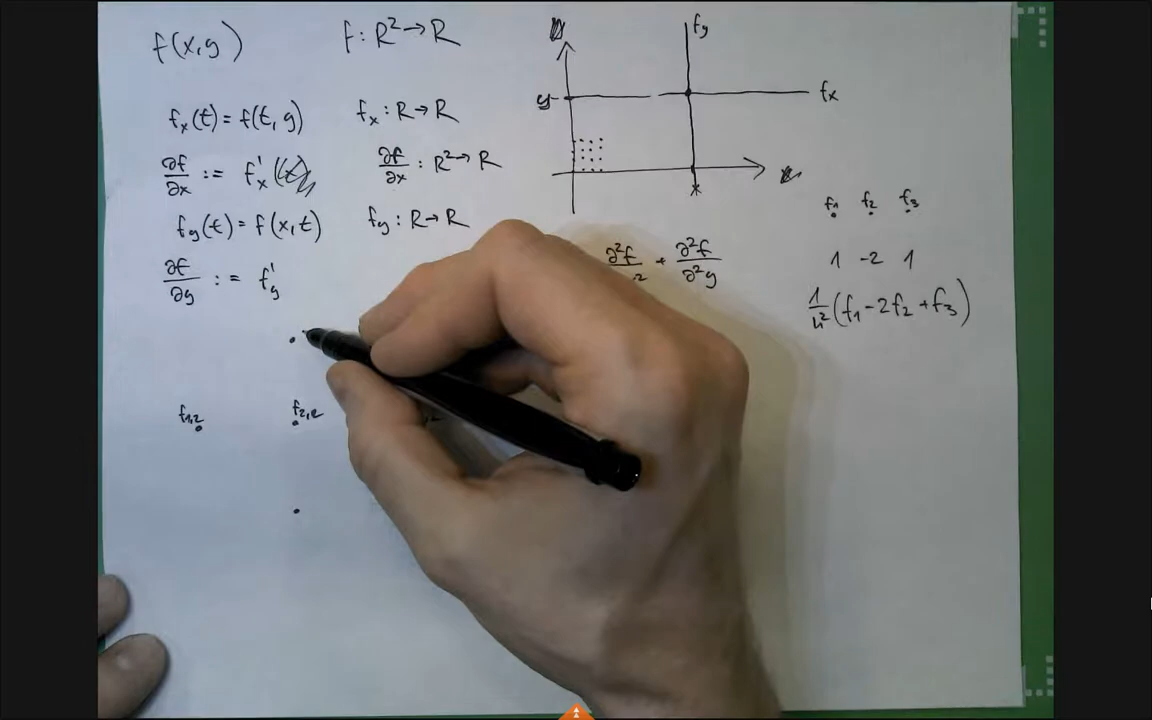 f(x,y) f: R² → R
fy
y
fx
fx(t) = f(t, y) fx : R → R
∂f/∂x := f'x ∂f/∂x : R² → R
x
fy(t) = f(x,t) fy : R → R
f1 f2 f3
∂f/∂y := f'y + ∂²f/∂²y
1 -2 1
1/h² (f1 - 2f2 + f3)
f1,2 f2,2